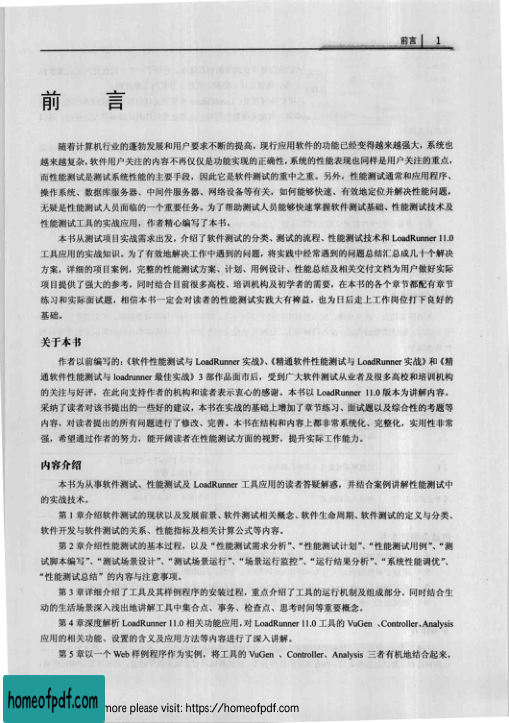 前言 1
前 言
随着计算机行业的蓬勃发展和用户要求不断的提高，现行应用软件的功能已经变得越来越强大，系统也
越来越复杂，软件用户关注的内容不再仅仅是功能实现的正确性，系统的性能表现也同样是用户关注的重点，
而性能测试是测试系统性能的主要手段，因此它是软件测试的重中之重。另外，性能测试通常和应用程序、
操作系统、数据库服务器、中间件服务器、网络设备等有关，如何能够快速、有效地定位并解决性能问题，
无疑是性能测试人员面临的一个重要任务。为了帮助测试人员能够快速掌握软件测试基础、性能测试技术及
性能测试工具的实战应用，作者精心编写了本书。
本书从测试项目实战需求出发，介绍了软件测试的分类、测试的流程、性能测试技术和 LoadRunner 11.0
工具应用的实战知识。为了有效地解决工作中遇到的问题，将实践中经常遇到的问题总结汇成几十个解决
方案，详细的项目案例，完整的性能测试方案、计划、用例设计、性能总结及相关交付文档为用户做好实际
项目提供了强大的参考，同时结合目前很多高校、培训机构及初学者的需要，在本书的各个章节都配有章节
练习和实际面试题，相信本书一定会对读者的性能测试实践大有裨益，也为日后走上工作岗位打下良好的
基础。
关于本书
作者以前编写的：《软件性能测试与 LoadRunner 实战》、《精通软件性能测试与 LoadRunner 实战》和《精
通软件性能测试与 loadrunner 最佳实战》3 部作品面市后，受到广大软件测试从业者及很多高校和培训机构
的关注与好评，在此向支持作者的机构和读者表示衷心的感谢。本书以 LoadRunner 11.0 版本为讲解内容。
采纳了读者对该书提出的一些好的建议，本书在实战的基础上增加了章节练习、面试题以及综合性的考题等
内容，对读者提出的所有问题进行了修改、完善。本书在结构和内容上都非常系统化、完整化，实用性非常
强，希望通过作者的努力，能开阔读者在性能测试方面的视野，提升实际工作能力。
内容介绍
本书为从事软件测试、性能测试及 LoadRunner 工具应用的读者答疑解惑，并结合案例讲解性能测试中
的实战技术。
第 1 章介绍软件测试的现状以及发展前景、软件测试相关概念、软件生命周期、软件测试的定义与分类、
软件开发与软件测试的关系、性能指标及相关计算公式等内容。
第 2 章介绍性能测试的基本过程，以及“性能测试需求分析”、“性能测试计划”、“性能测试用例”、“测
试脚本编写”、“测试场景设计”、“测试场景运行”、“场景运行监控”、“运行结果分析”、“系统性能调优”、
“性能测试总结”的内容与注意事项。
第 3 章详细介绍了工具及其样例程序的安装过程，重点介绍了工具的运行机制及组成部分，同时结合生
动的生活场景深入浅出地讲解工具中集合点、事务、检查点、思考时间等重要概念。
第 4 章深度解析 LoadRunner 11.0 相关功能应用，对 LoadRunner 11.0 工具的 VuGen 、Controller、Analysis
应用的相关功能、设置的含义及应用方法等内容进行了深入讲解。
第 5 章以一个 Web 样例程序作为实例，将工具的 VuGen 、Controller、Analysis 三者有机地结合起来，
homeofpdf.com
more please visit: https://homeofpdf.com